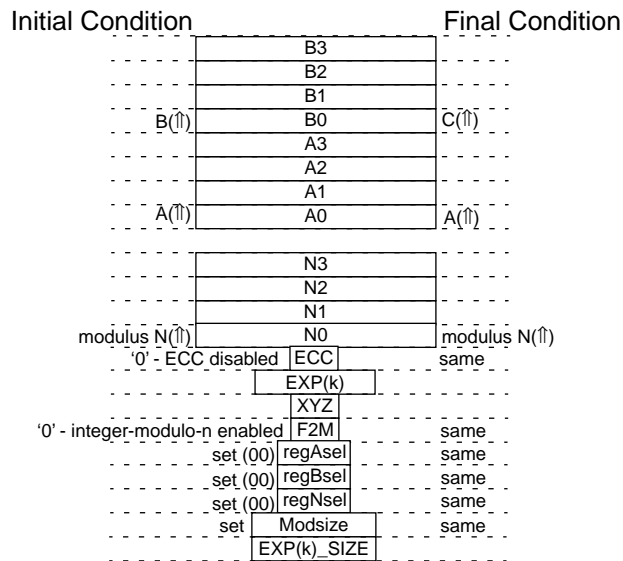 Initial Condition Final Condition
B3
B2
B1
B(⇑) B0 C(⇑)
A3
A2
A1
A(⇑) A0 A(⇑)
N3
N2
N1
modulus N(⇑) N0 modulus N(⇑)
‘0’ - ECC disabled ECC same
EXP(k)
XYZ
‘0’ - integer-modulo-n enabled F2M same
set (00) regAsel same
set (00) regBsel same
set (00) regNsel same
set Modsize same
EXP(k)_SIZE